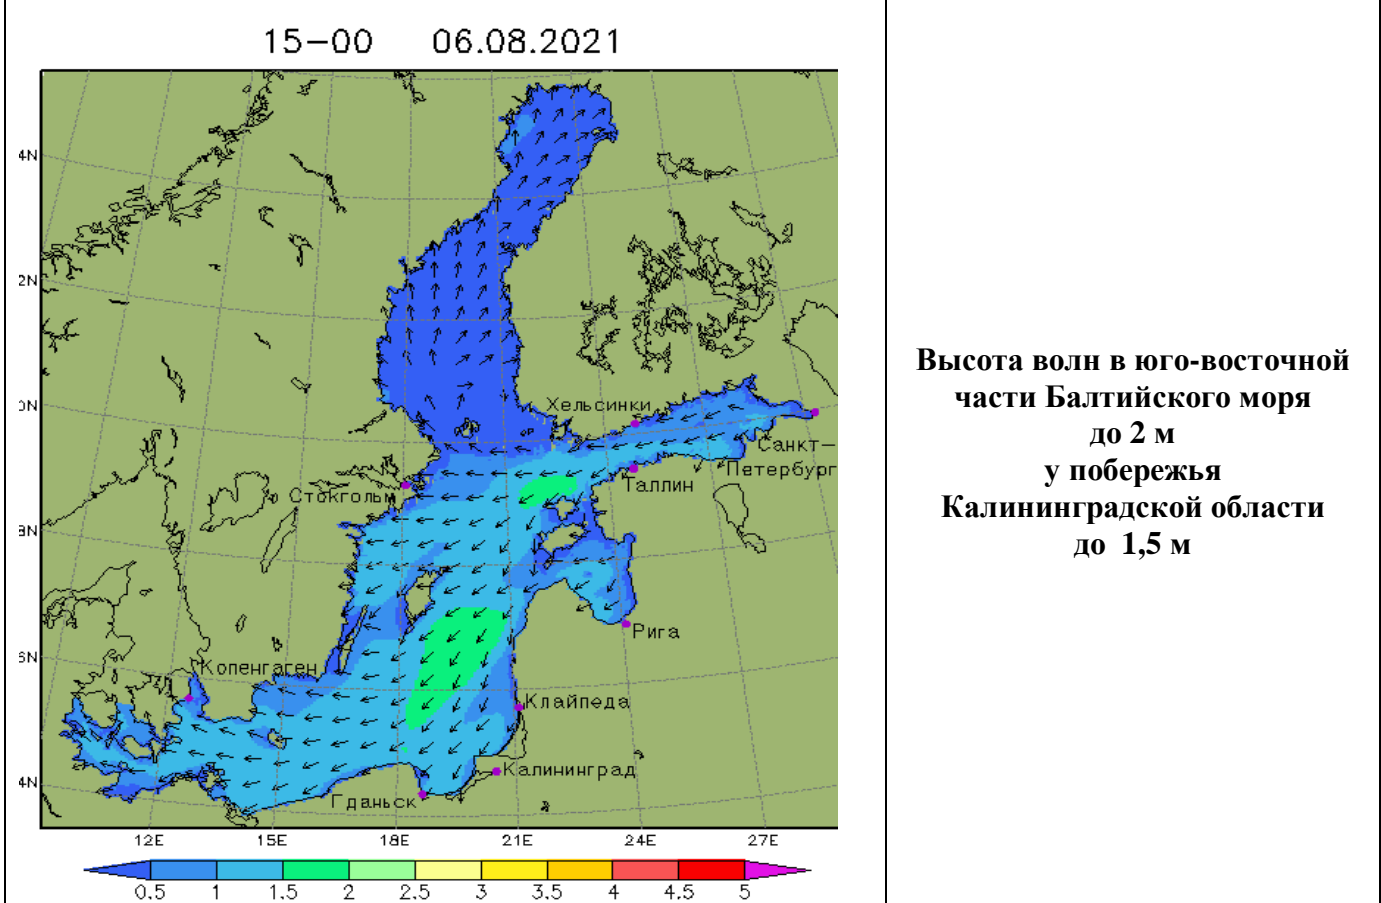 15-00 06.08.2021
4N
2N
0N
8N
6N
4N
Хельсинки
Санкт-
Петербург
Таллин
Стокгольм
Рига
Копенгаген
Клайпеда
Калининград
Гданьск
12E 15E 18E 21E 24E 27E
0.5 1 1.5 2 2.5 3 3.5 4 4.5 5
Высота волн в юго-восточной
части Балтийского моря
до 2 м
у побережья
Калининградской области
до 1,5 м